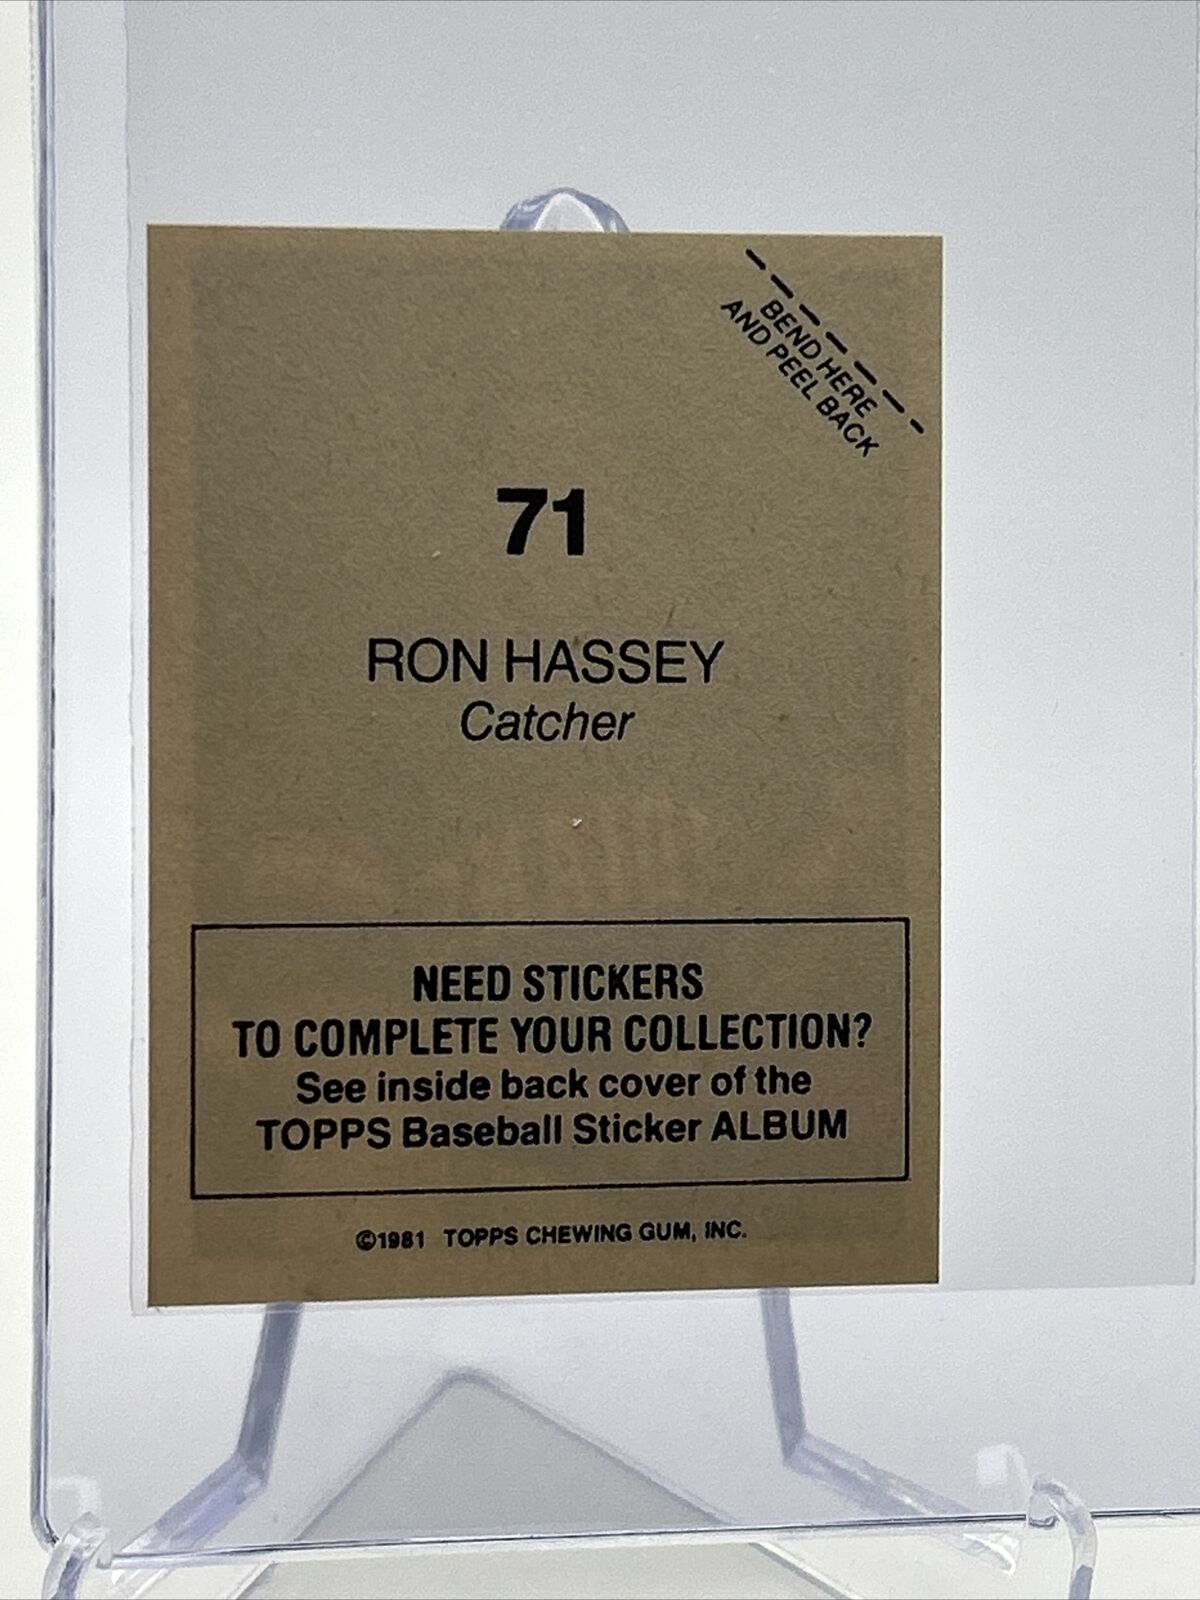 BEND HERE
AND PEEL BACK
71
RON HASSEY
Catcher
NEED STICKERS
TO COMPLETE YOUR COLLECTION?
See inside back cover of the
TOPPS Baseball Sticker ALBUM
©1981 TOPPS CHEWING GUM, INC.